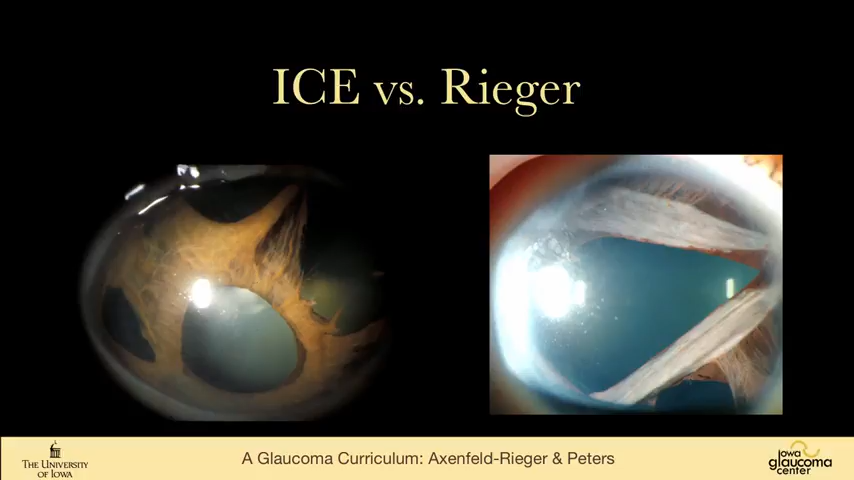 ICE vs. Rieger
THE UNIVERSITY
OF IOWA
A Glaucoma Curriculum: Axenfeld-Rieger & Peters
iowa
glaucoma
center